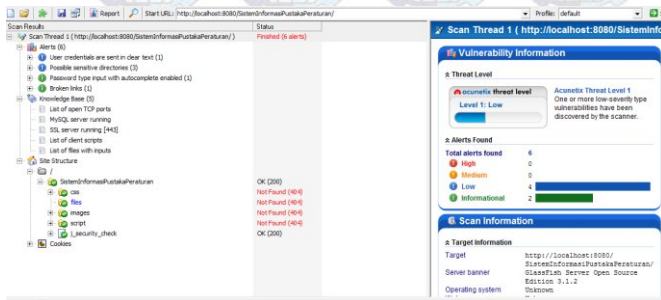 Report
Start URL: http://localhost:8080/SistemInformasiPustakaPeraturan/
Profile: default
Scan Results
Status
Scan Thread 1 ( http://localhost:8080/SistemInformasiPustakaPeraturan/ )
Finished (6 alerts)
Alerts (6)
User credentials are sent in clear text (1)
Possible sensitive directories (3)
Password type input with autocomplete enabled (1)
Broken links (1)
Knowledge Base (5)
List of open TCP ports
MySQL server running
SSL server running [443]
List of client scripts
List of files with inputs
Site Structure
/
SistemInformasiPustakaPeraturan
OK (200)
css
Not Found (404)
files
images
Not Found (404)
script
Not Found (404)
j_security_check
OK (200)
Cookies
Scan Thread 1 ( http://localhost:8080/SistemInfo
Vulnerability Information
Threat Level
acunetix threat level
Level 1: Low
Acunetix Threat Level 1
One or more low-severity type
vulnerabilities have been
discovered by the scanner.
Alerts Found
Total alerts found 6
High 0
Medium 0
Low 4
Informational 2
Scan Information
Target Information
Target
http://localhost:8080/
SistemInformasiPustakaPeraturan/
Server banner
GlassFish Server Open Source
Edition 3.1.2
Operating system
Unknown